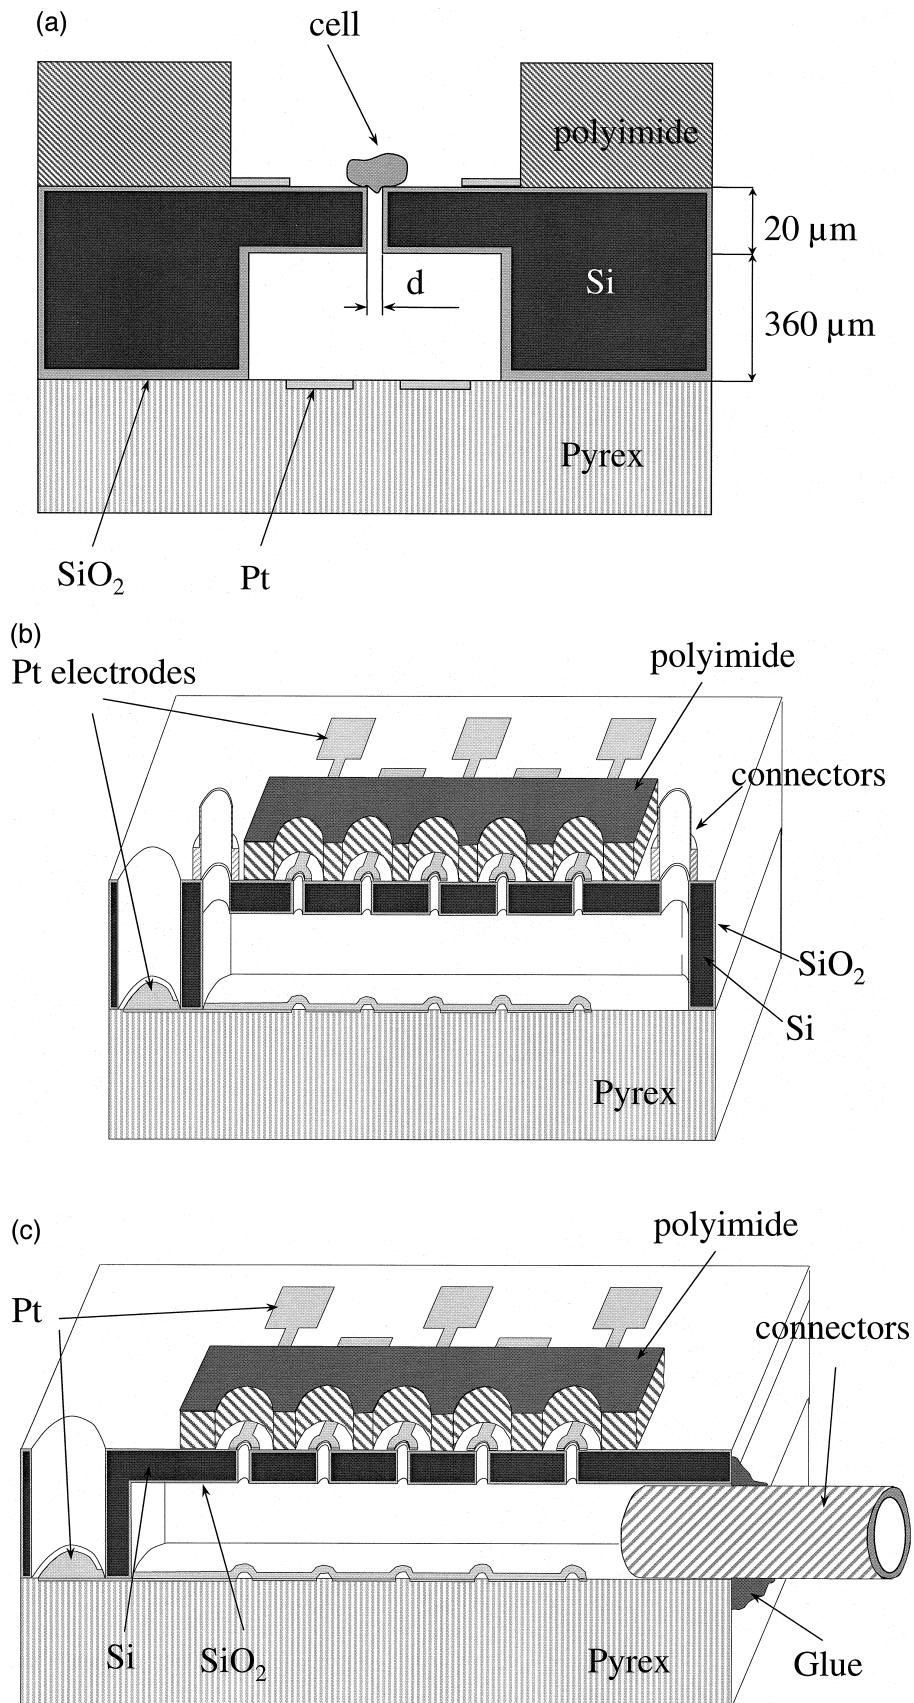 (a)
cell
polyimide
20 µm
d
Si
360 µm
Pyrex
SiO2
Pt
(b)
Pt electrodes
polyimide
connectors
SiO2
Si
Pyrex
(c)
polyimide
Pt
connectors
Si
SiO2
Pyrex
Glue